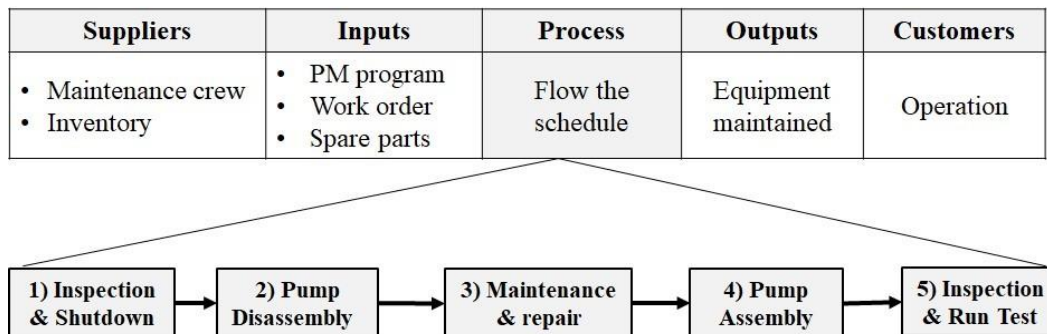 Suppliers
Inputs
Process
Outputs
Customers
• Maintenance crew
• Inventory
• PM program
• Work order
• Spare parts
Flow the
schedule
Equipment
maintained
Operation
1) Inspection
& Shutdown
2) Pump
Disassembly
3) Maintenance
& repair
4) Pump
Assembly
5) Inspection
& Run Test